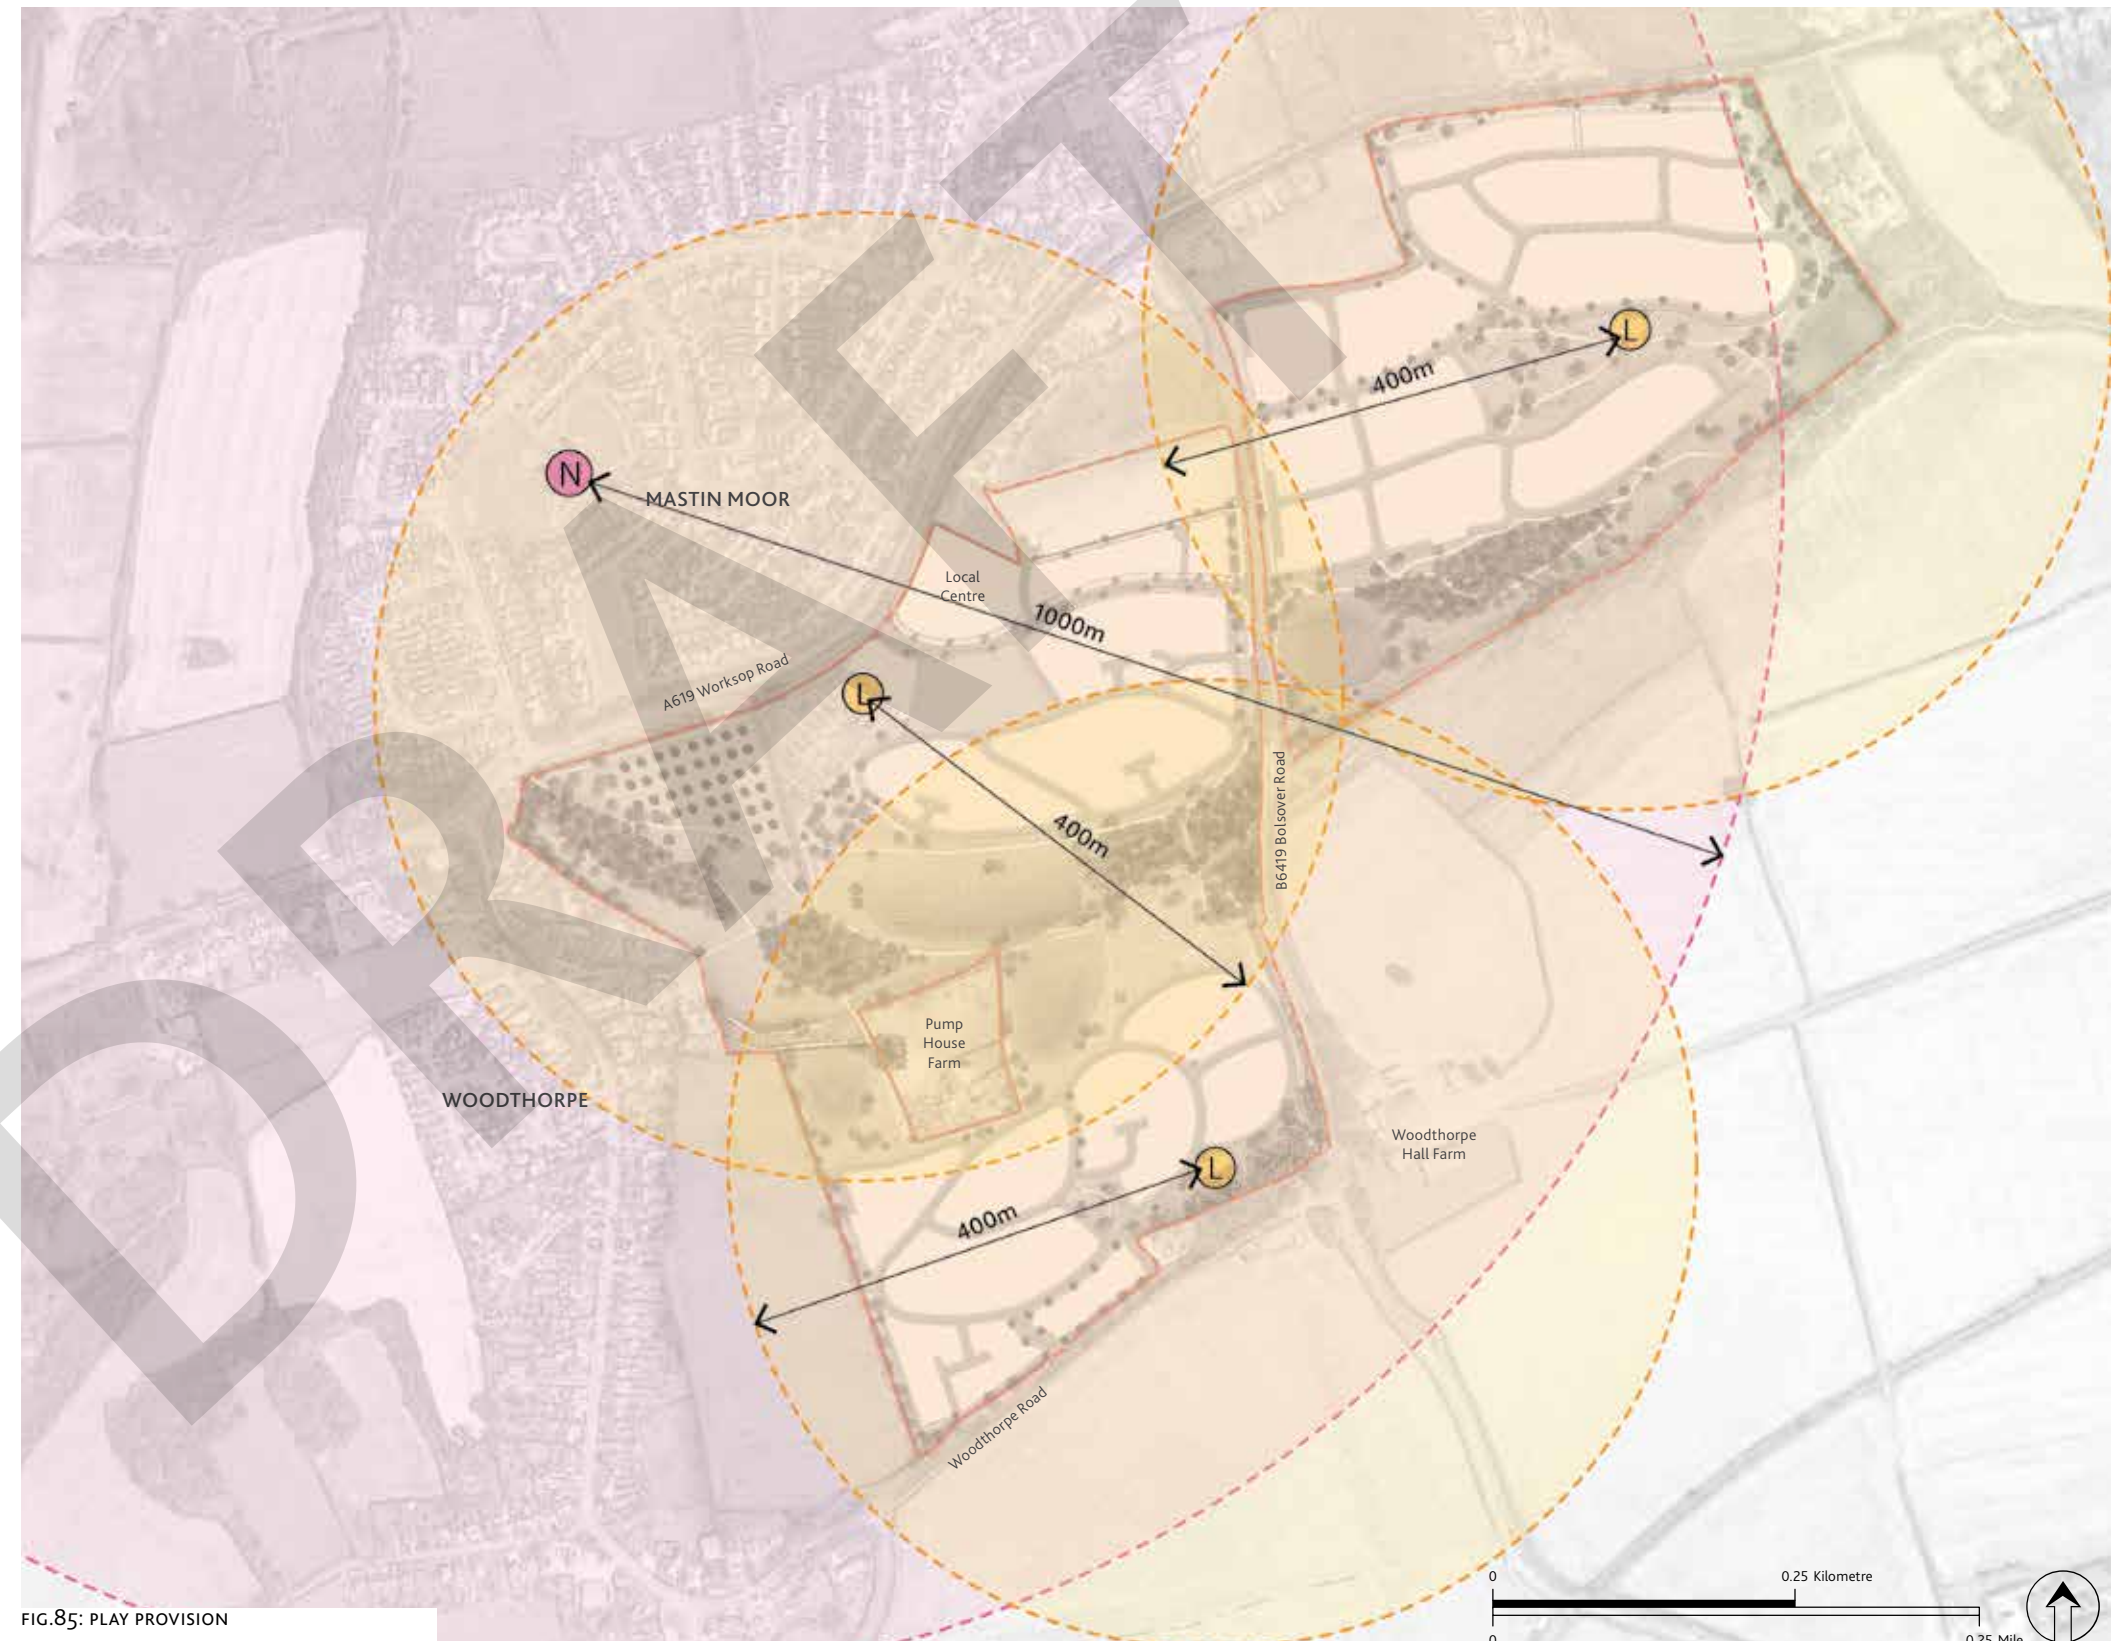 DRAFT
L
400m
N
MASTIN MOOR
Local
Centre
1000m
A619 Worksop Road
L
400m
B6419 Bolsover Road
Pump
House
Farm
WOODTHORPE
Woodthorpe
Hall Farm
L
400m
Woodthorpe Road
0
0.25 Kilometre
0
0.25 Mile
FIG.85: PLAY PROVISION